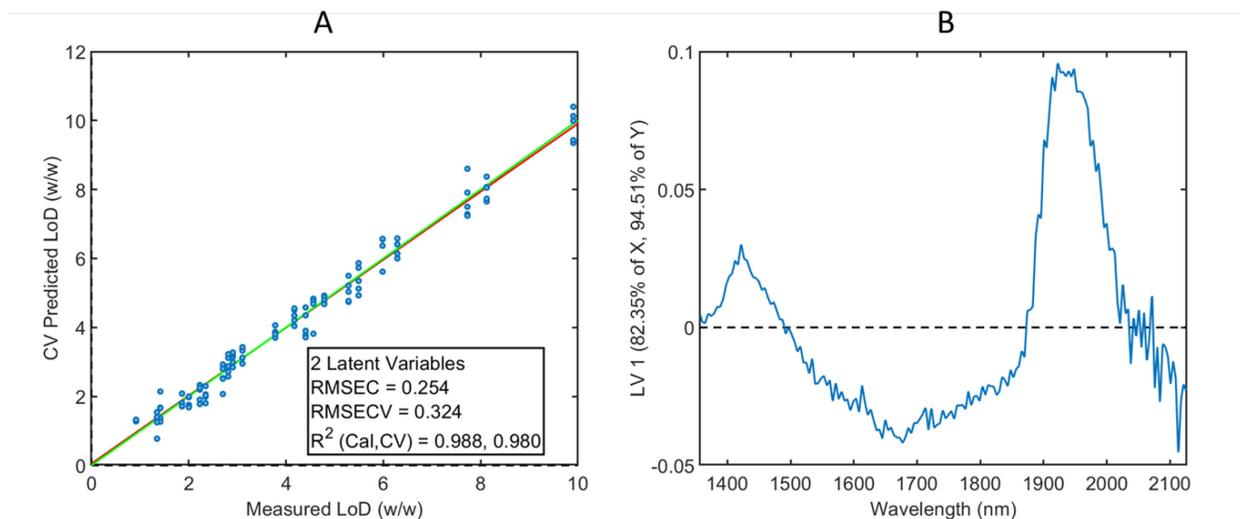 A
12
10
8
6
4
2
0
CV Predicted LoD (w/w)
0 2 4 6 8 10
Measured LoD (w/w)
2 Latent Variables
RMSEC = 0.254
RMSECV = 0.324
R² (Cal,CV) = 0.988, 0.980
B
0.1
0.05
0
-0.05
LV 1 (82.35% of X, 94.51% of Y)
1400 1500 1600 1700 1800 1900 2000 2100
Wavelength (nm)